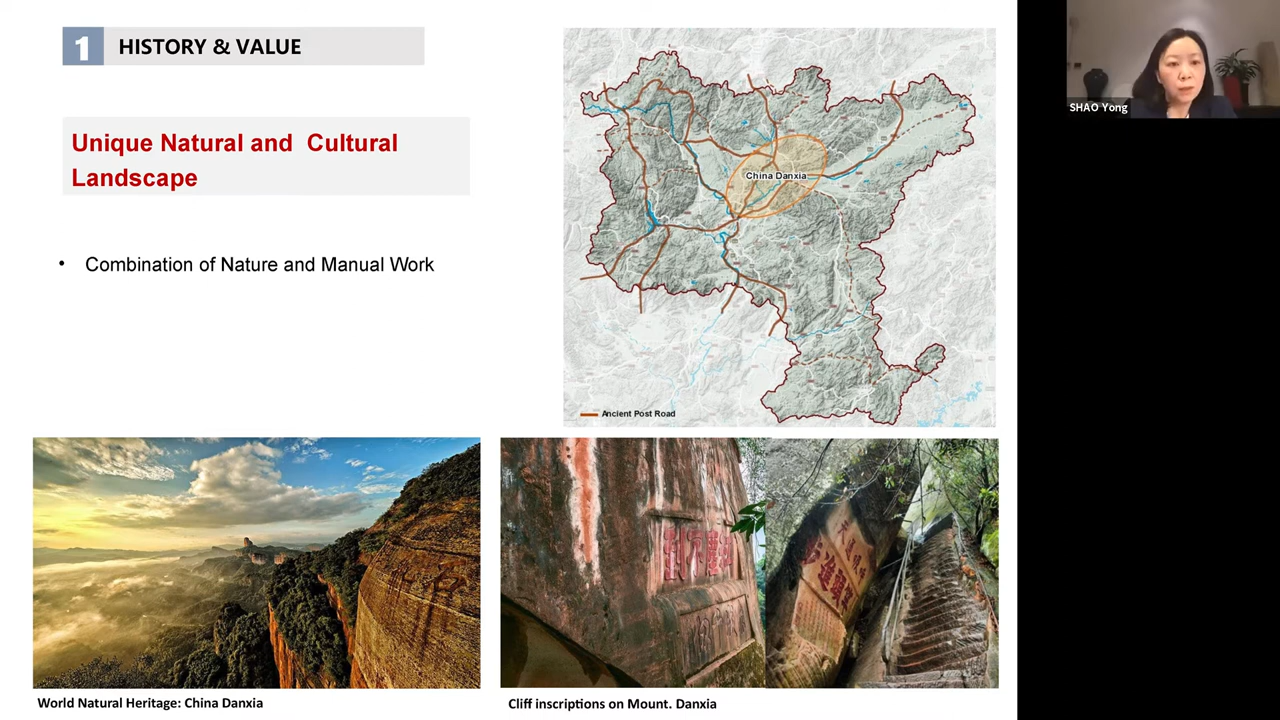 1 HISTORY & VALUE
Unique Natural and Cultural
Landscape
• Combination of Nature and Manual Work
China Danxia
Ancient Post Road
World Natural Heritage: China Danxia
Cliff inscriptions on Mount. Danxia
SHAO Yong